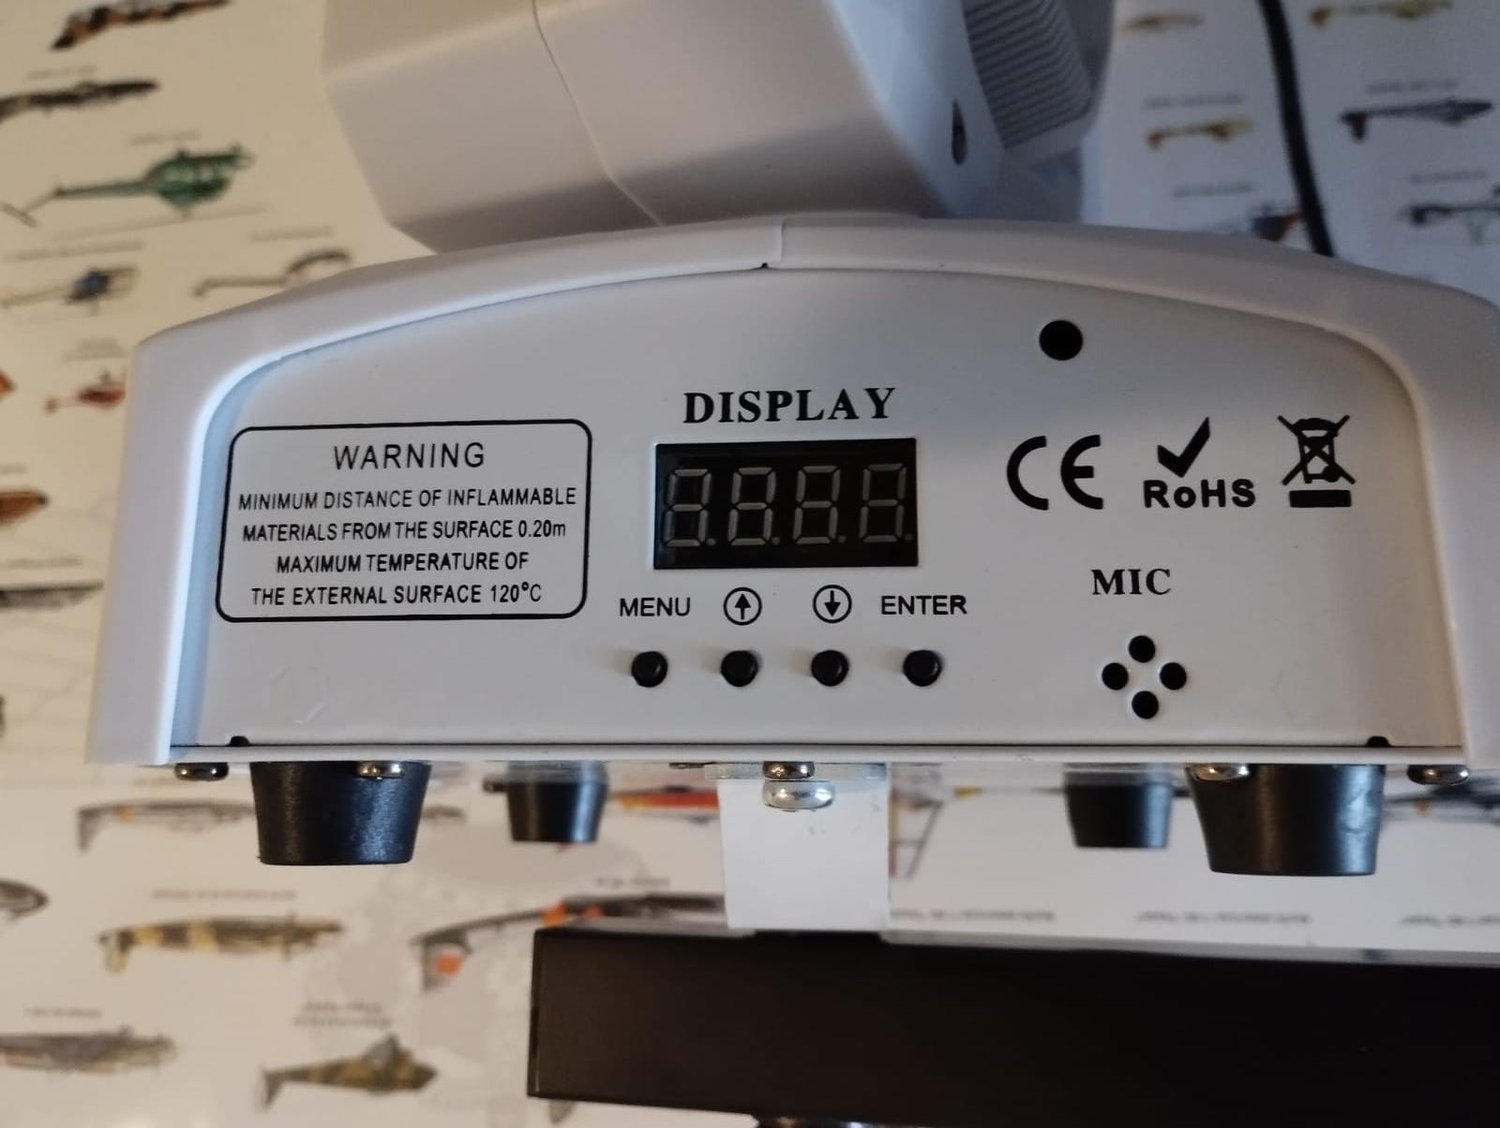 DISPLAY
WARNING
MINIMUM DISTANCE OF INFLAMMABLE
MATERIALS FROM THE SURFACE 0.20m
MAXIMUM TEMPERATURE OF
THE EXTERNAL SURFACE 120°C
MENU ENTER
CE
RoHS
MIC